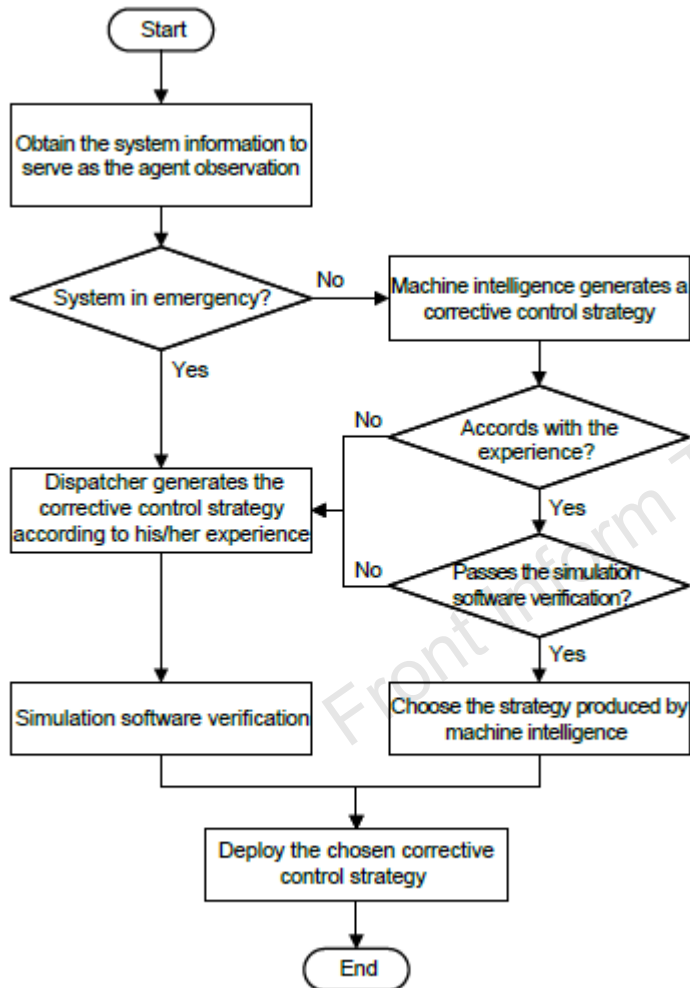 Start
Obtain the system information to
serve as the agent observation
System in emergency?
No
Machine intelligence generates a
corrective control strategy
Yes
No
Accords with the
experience?
Dispatcher generates the
corrective control strategy
according to his/her experience
Yes
No
Passes the simulation
software verification?
Yes
Simulation software verification
Choose the strategy produced by
machine intelligence
Deploy the chosen corrective
control strategy
End
Front Inform T